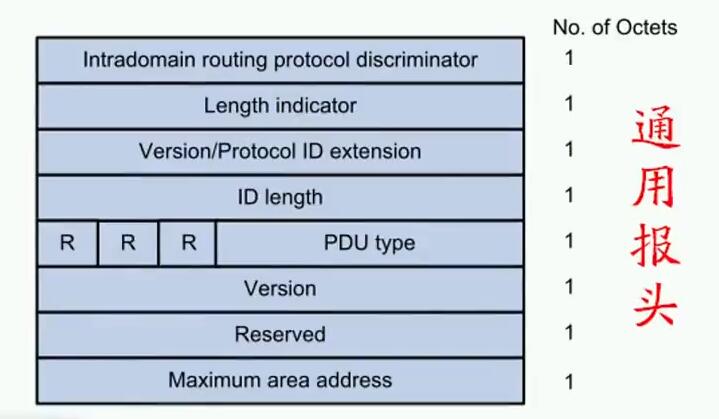 No. of Octets
Intradomain routing protocol discriminator 1
Length indicator 1
Version/Protocol ID extension 1
ID length 1
R R R PDU type 1
Version 1
Reserved 1
Maximum area address 1
通用报头